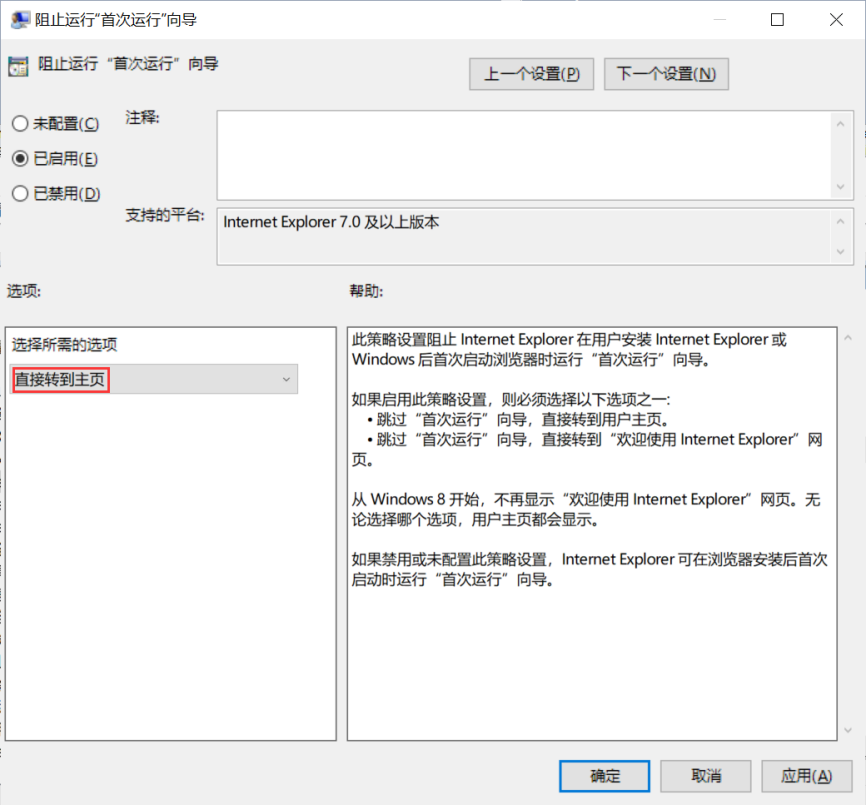 阻止运行“首次运行”向导
阻止运行“首次运行”向导
上一个设置(P)
下一个设置(N)
未配置(C)
注释:
已启用(E)
已禁用(D)
支持的平台:
Internet Explorer 7.0 及以上版本
选项:
帮助:
选择所需的选项
直接转到主页
此策略设置阻止 Internet Explorer 在用户安装 Internet Explorer 或
Windows 后首次启动浏览器时运行“首次运行”向导。
如果启用此策略设置，则必须选择以下选项之一:
• 跳过“首次运行”向导，直接转到用户主页。
• 跳过“首次运行”向导，直接转到“欢迎使用 Internet Explorer”网
页。
从 Windows 8 开始，不再显示“欢迎使用 Internet Explorer”网页。无
论选择哪个选项，用户主页都会显示。
如果禁用或未配置此策略设置，Internet Explorer 可在浏览器安装后首次
启动时运行“首次运行”向导。
确定
取消
应用(A)